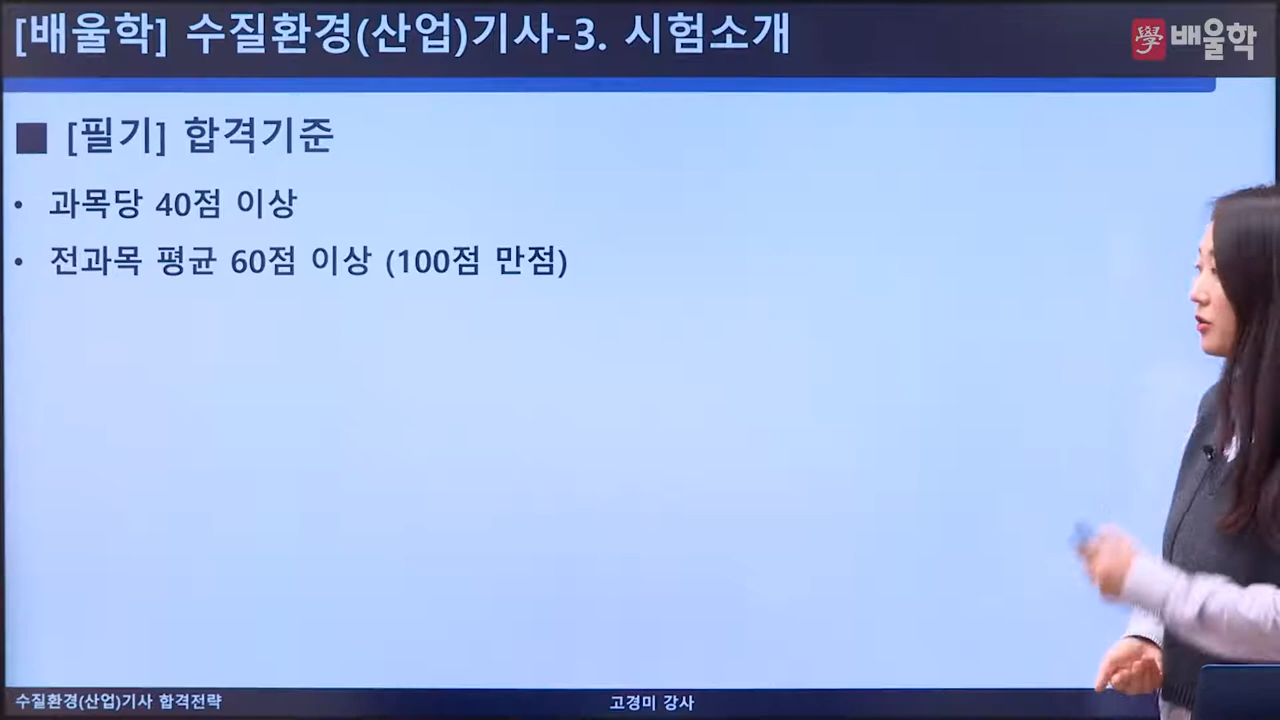 [배울학] 수질환경(산업)기사-3. 시험소개
學 배울학
■ [필기] 합격기준
• 과목당 40점 이상
• 전과목 평균 60점 이상 (100점 만점)
수질환경(산업)기사 합격전략
고경미 강사